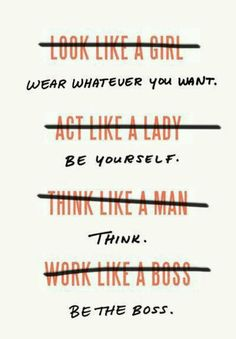 LOOK LIKE A GIRL
WEAR WHATEVER YOU WANT.
ACT LIKE A LADY
BE YOURSELF.
THINK LIKE A MAN
THINK.
WORK LIKE A BOSS
BE THE BOSS.